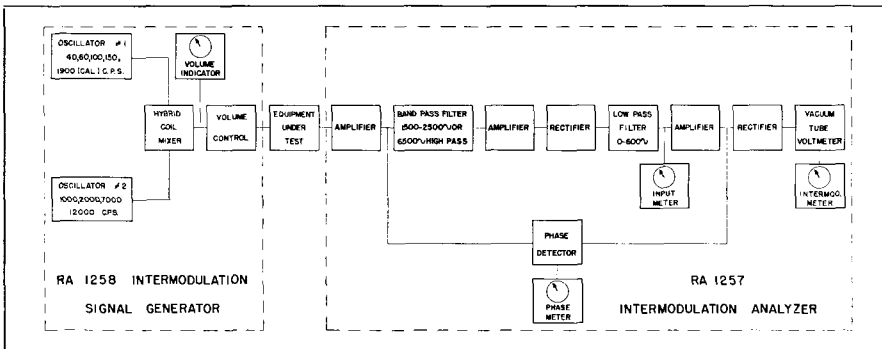 OSCILLATOR #1
40,60,100,150,
1900 (CAL) C.P.S.
VOLUME
INDICATOR
HYBRID
COIL
MIXER
VOLUME
CONTROL
OSCILLATOR #2
1000,2000,7000
12000 CPS.
RA 1258 INTERMODULATION
SIGNAL GENERATOR
EQUIPMENT
UNDER
TEST
AMPLIFIER
BAND PASS FILTER
1500-2500∿OR
6500∿HIGH PASS
AMPLIFIER
RECTIFIER
LOW PASS
FILTER
0-600∿
AMPLIFIER
RECTIFIER
VACUUM
TUBE
VOLTMETER
INPUT
METER
INTERMOD.
METER
PHASE
DETECTOR
PHASE
METER
RA 1257
INTERMODULATION ANALYZER